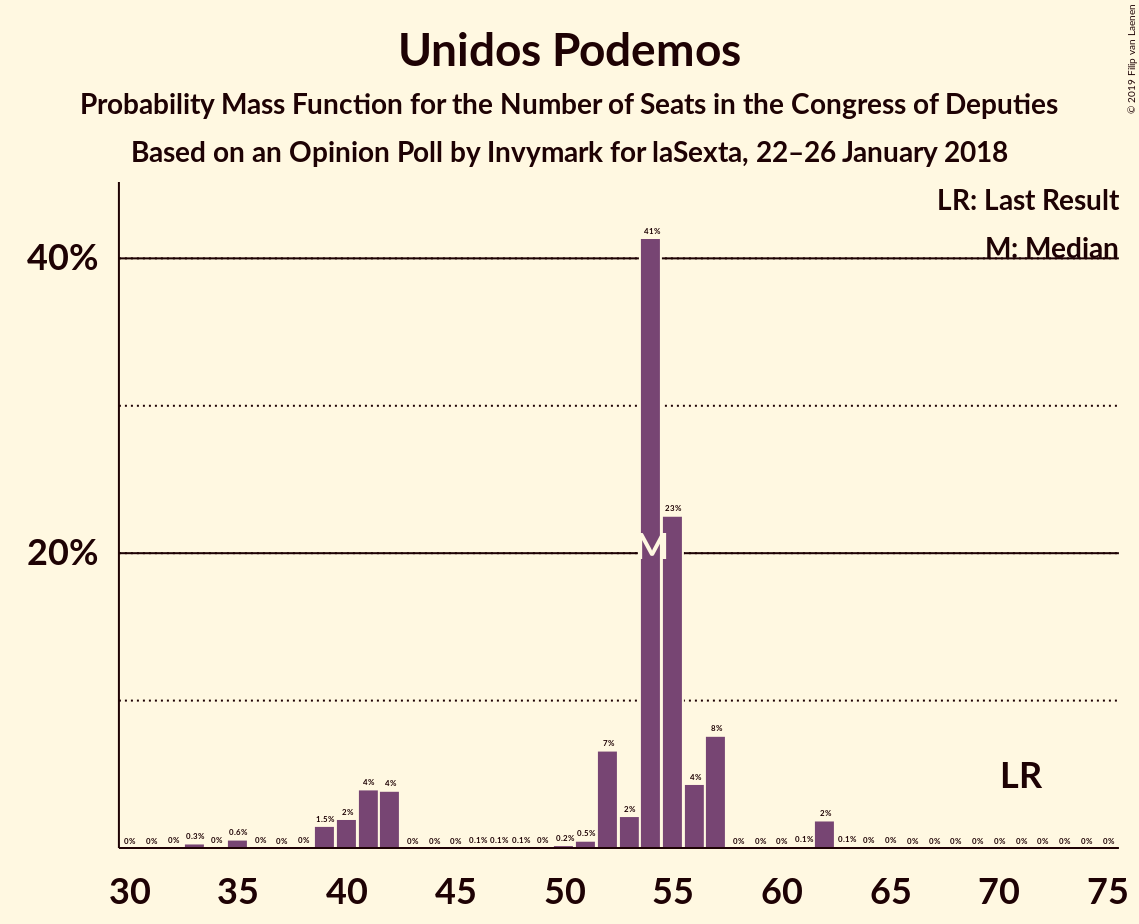 Unidos Podemos
Probability Mass Function for the Number of Seats in the Congress of Deputies
Based on an Opinion Poll by Invymark for laSexta, 22–26 January 2018
© 2019 Filip van Laenen
LR: Last Result
M: Median
40%
20%
0% 0% 0% 0.3% 0% 0.6% 0% 0% 0% 1.5% 2% 4% 4% 0% 0% 0% 0.1% 0.1% 0.1% 0% 0.2% 0.5% 7% 2% 41% 23% 4% 8% 0% 0% 0% 0.1% 2% 0.1% 0% 0% 0% 0% 0% 0% 0% 0% 0% 0% 0% 0%
M
LR
30 35 40 45 50 55 60 65 70 75